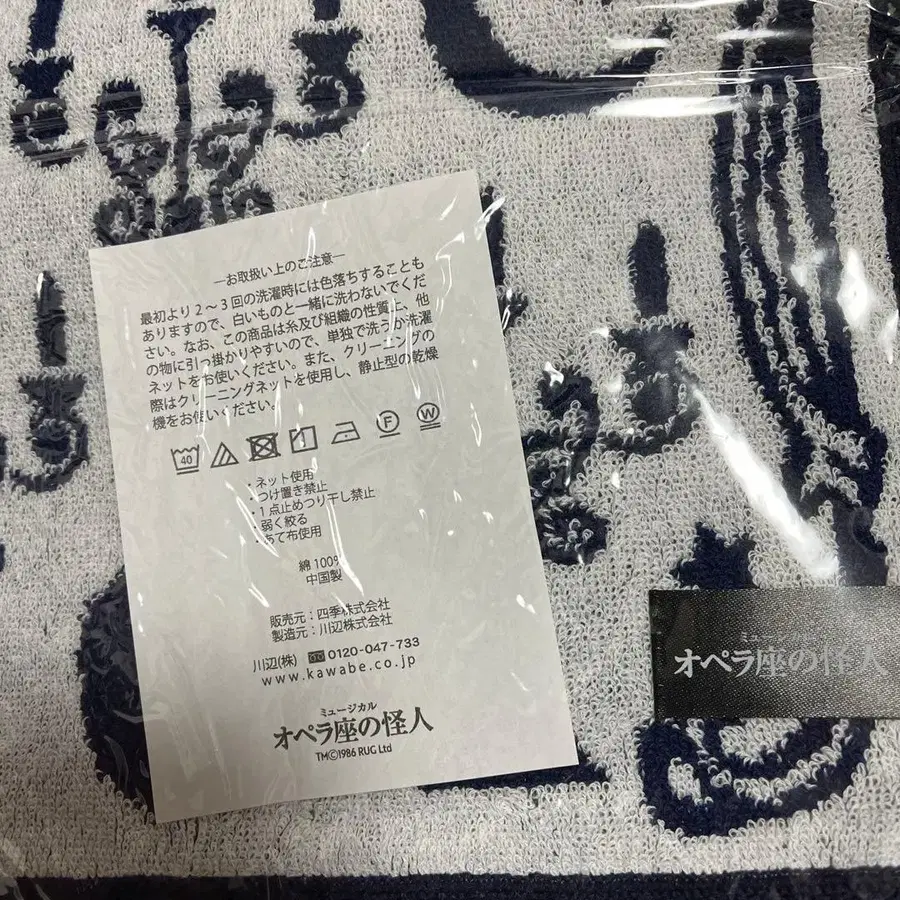 ―お取扱い上のご注意―
最初より2～3回の洗濯時には色落ちすることも
ありますので、白いものと一緒に洗わないでくだ
さい。なお、この商品は糸及び組織の性質上、他
の物に引っ掛かりやすいので、単独で洗うか洗濯
ネットをお使いください。また、クリーニングの
際はクリーニングネットを使用し、静止型の乾燥
機をお使いください。
40 F W
・ネット使用
・つけ置き禁止
・1点止めつり干し禁止
・弱く絞る
・あて布使用
綿100%
中国製
販売元：四季株式会社
製造元：川辺株式会社
川辺(株) 0120-047-733
www.kawabe.co.jp
ミュージカル
オペラ座の怪人
TM©1986 RUG Ltd
ミュージカル
オペラ座の怪人